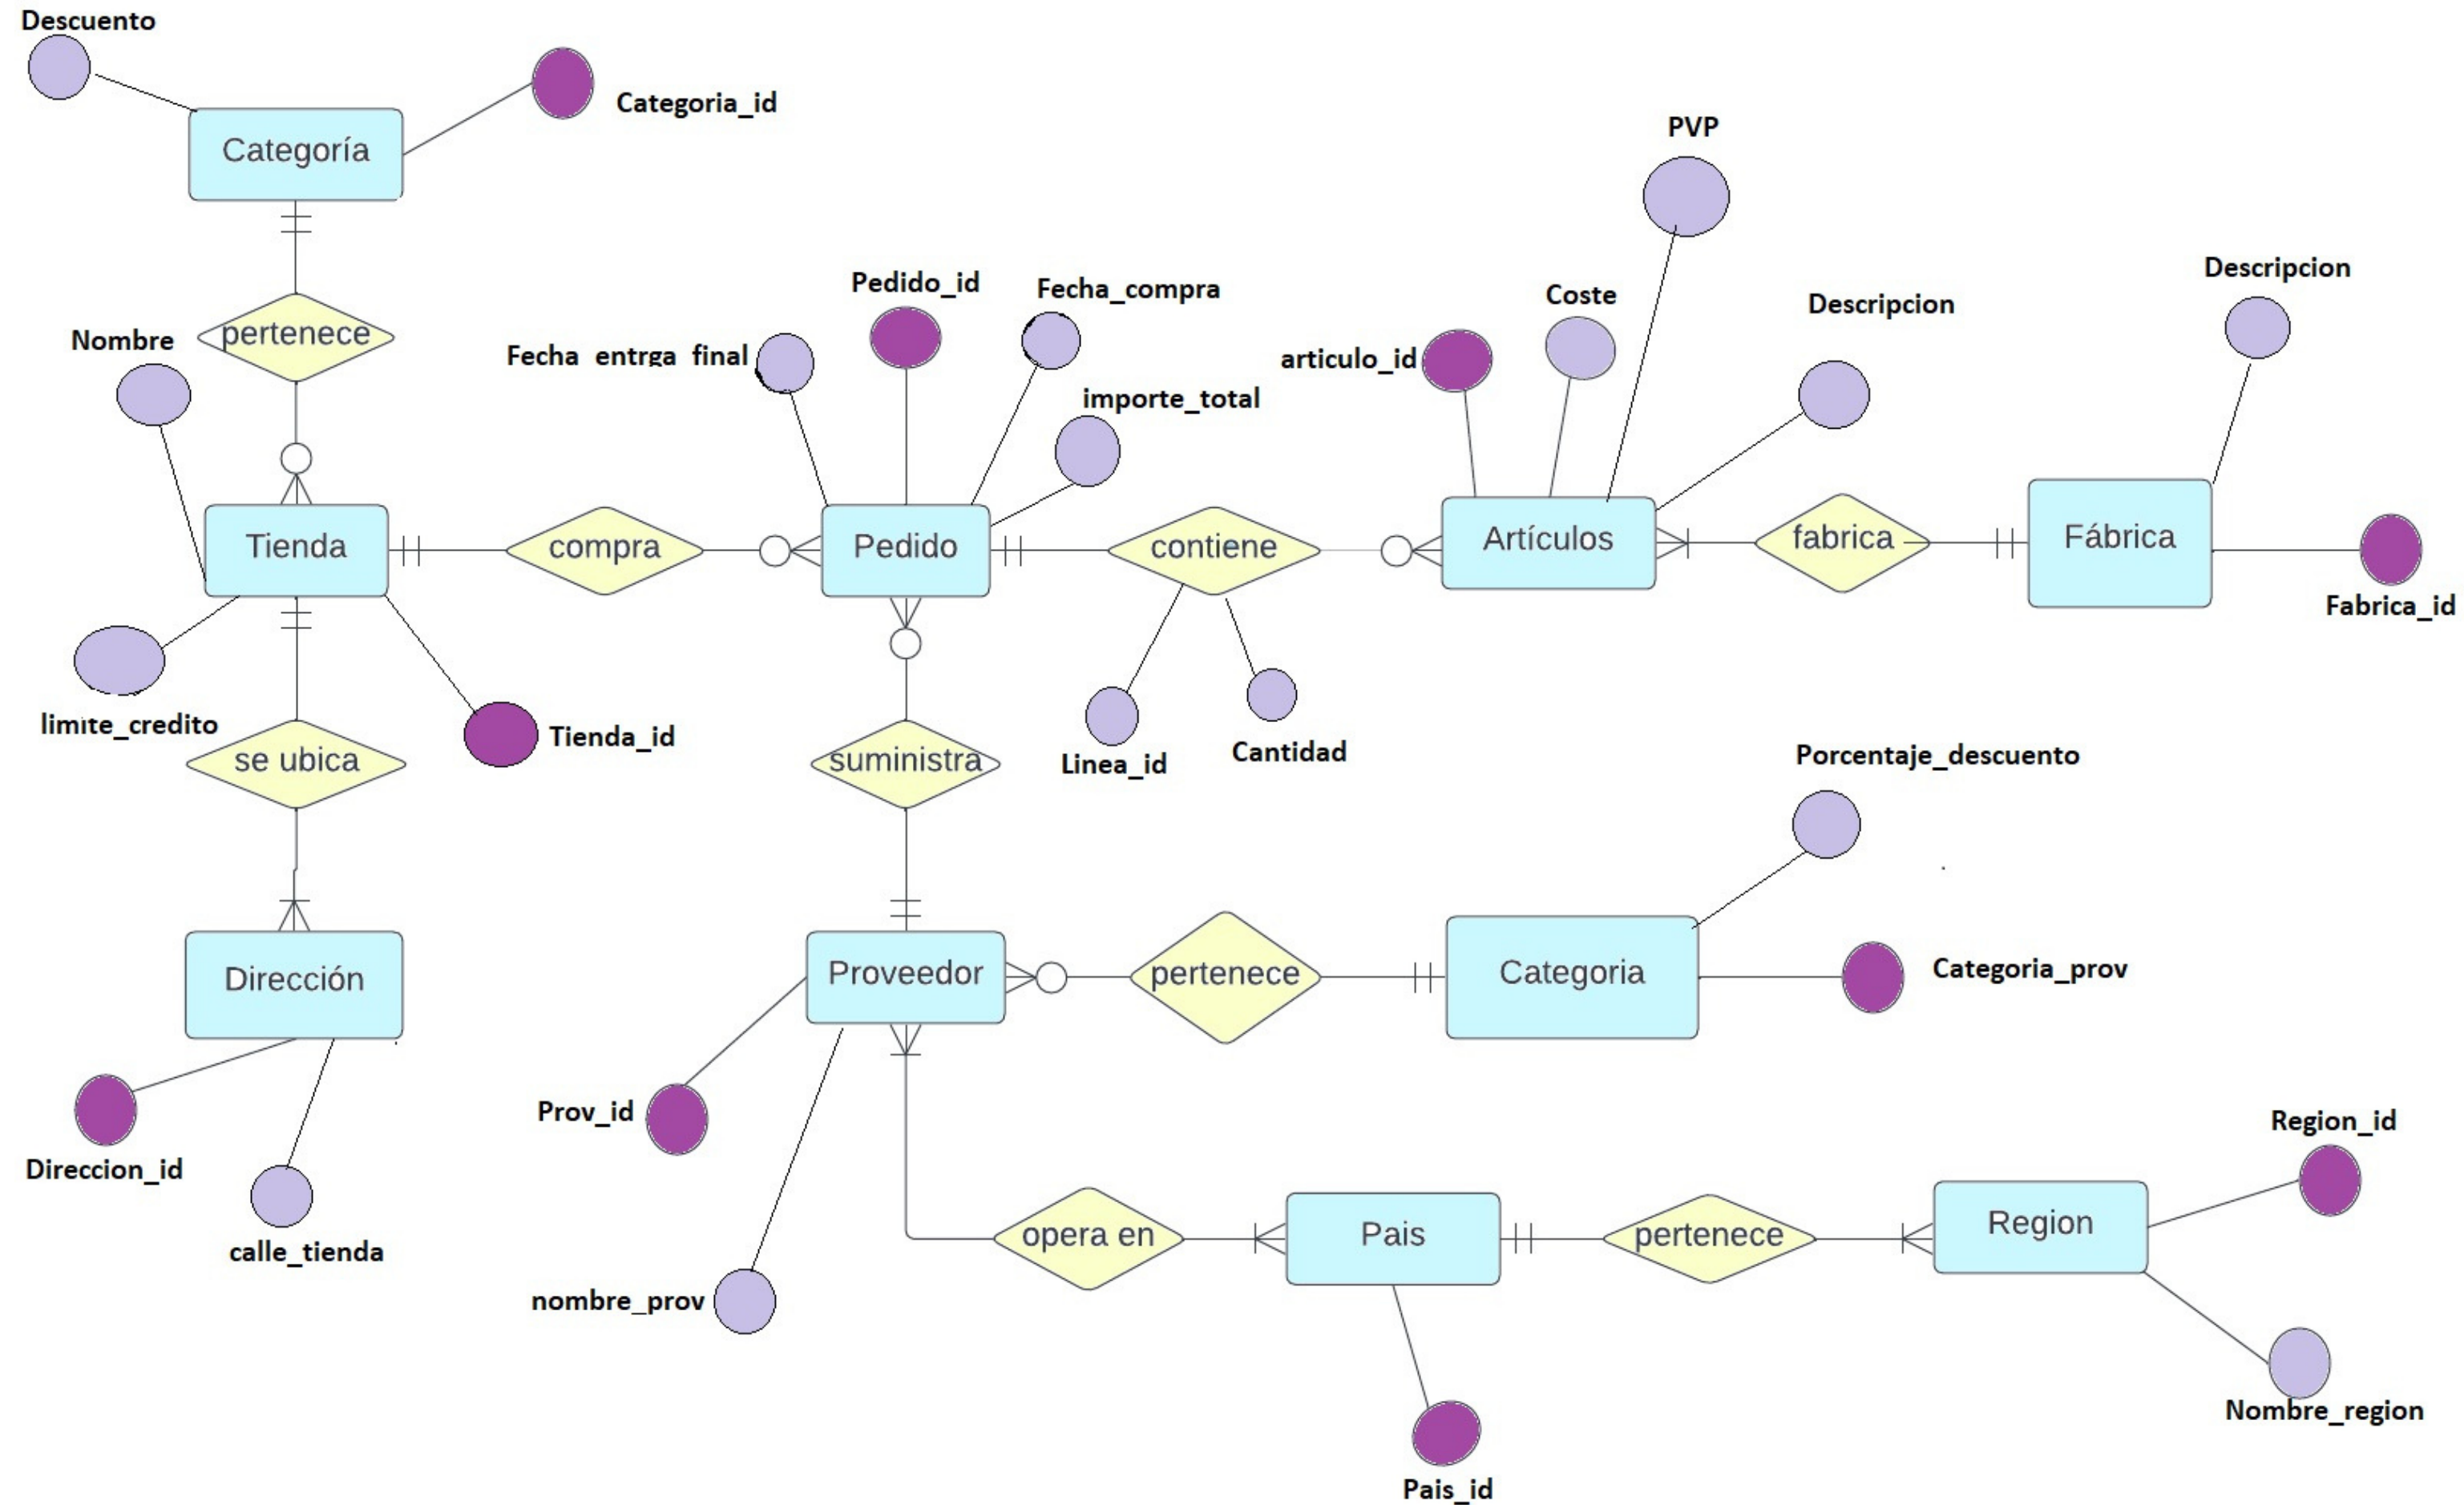 Descuento
Categoria_id
Categoría
PVP
Descripcion
Pedido_id
Fecha_compra
Coste
Descripcion
pertenece
Nombre
Fecha_entrga_final
articulo_id
importe_total
Tienda
compra
Pedido
contiene
Artículos
fabrica
Fábrica
Fabrica_id
limite_credito
Tienda_id
se ubica
suministra
Linea_id
Cantidad
Porcentaje_descuento
Dirección
Proveedor
pertenece
Categoria
Categoria_prov
Prov_id
Region_id
Direccion_id
calle_tienda
opera en
Pais
pertenece
Region
nombre_prov
Nombre_region
Pais_id